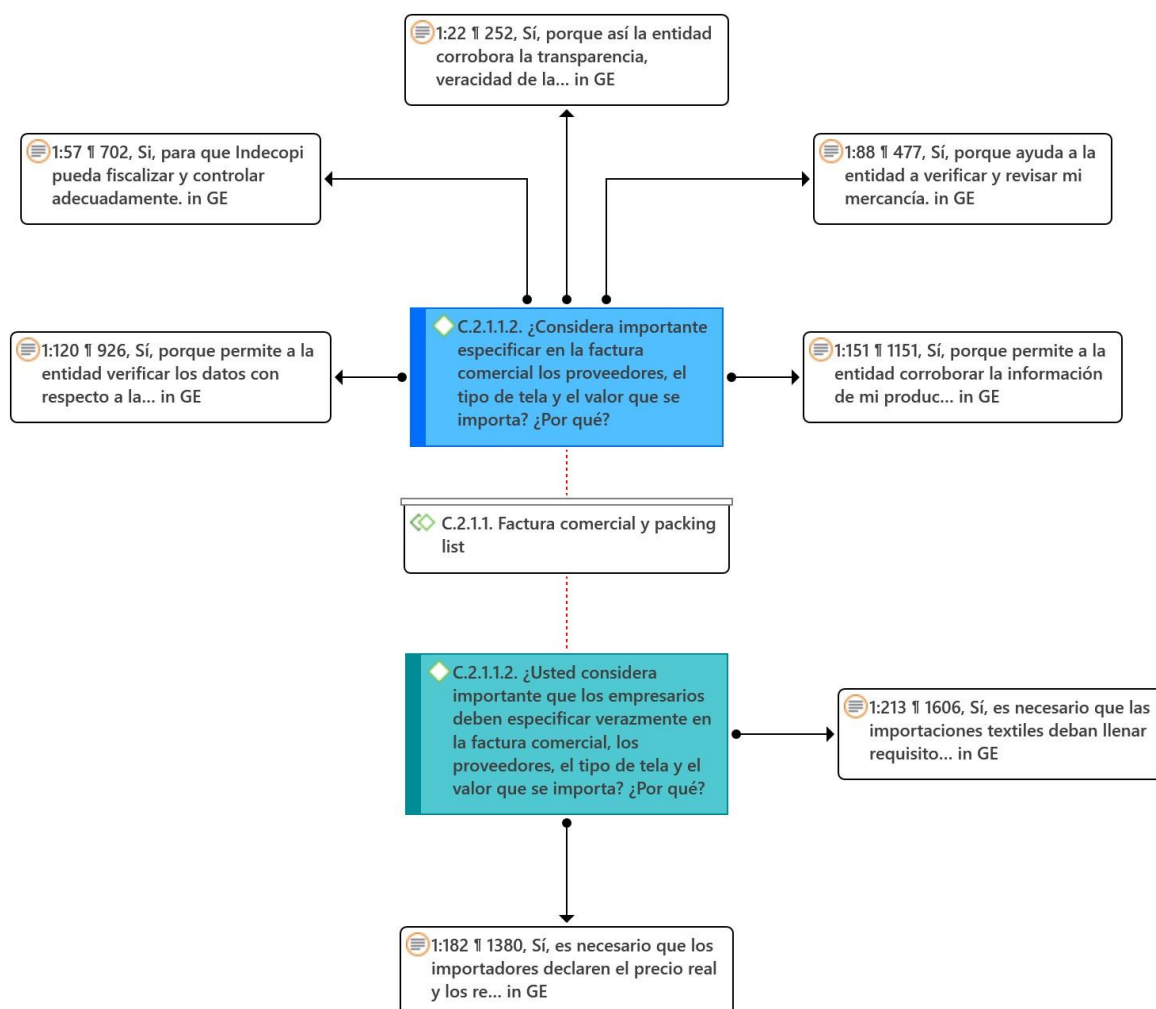 1:22 ¶ 252, Sí, porque así la entidad
corrobora la transparencia,
veracidad de la... in GE
1:57 ¶ 702, Si, para que Indecopi
pueda fiscalizar y controlar
adecuadamente. in GE
1:88 ¶ 477, Sí, porque ayuda a la
entidad a verificar y revisar mi
mercancía. in GE
1:120 ¶ 926, Sí, porque permite a la
entidad verificar los datos con
respecto a la... in GE
C.2.1.1.2. ¿Considera importante
especificar en la factura
comercial los proveedores, el
tipo de tela y el valor que se
importa? ¿Por qué?
1:151 ¶ 1151, Sí, porque permite a la
entidad corroborar la información
de mi produc... in GE
C.2.1.1. Factura comercial y packing
list
C.2.1.1.2. ¿Usted considera
importante que los empresarios
deben especificar verazmente en
la factura comercial, los
proveedores, el tipo de tela y el
valor que se importa? ¿Por qué?
1:213 ¶ 1606, Sí, es necesario que las
importaciones textiles deban llenar
requisito... in GE
1:182 ¶ 1380, Sí, es necesario que los
importadores declaren el precio real
y los re... in GE